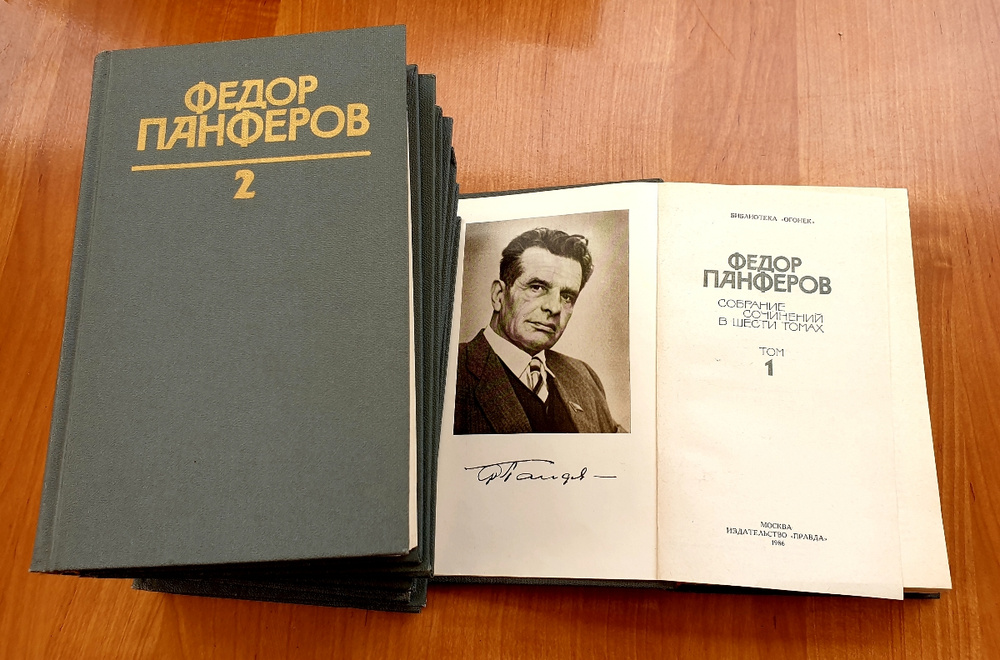 ФЕДОР
ПАНФЕРОВ
2
БИБЛИОТЕКА «ОГОНЕК»
ФЕДОР
ПАНФЕРОВ
СОБРАНИЕ
СОЧИНЕНИЙ
В ШЕСТИ ТОМАХ
ТОМ
1
МОСКВА
ИЗДАТЕЛЬСТВО «ПРАВДА»
1986